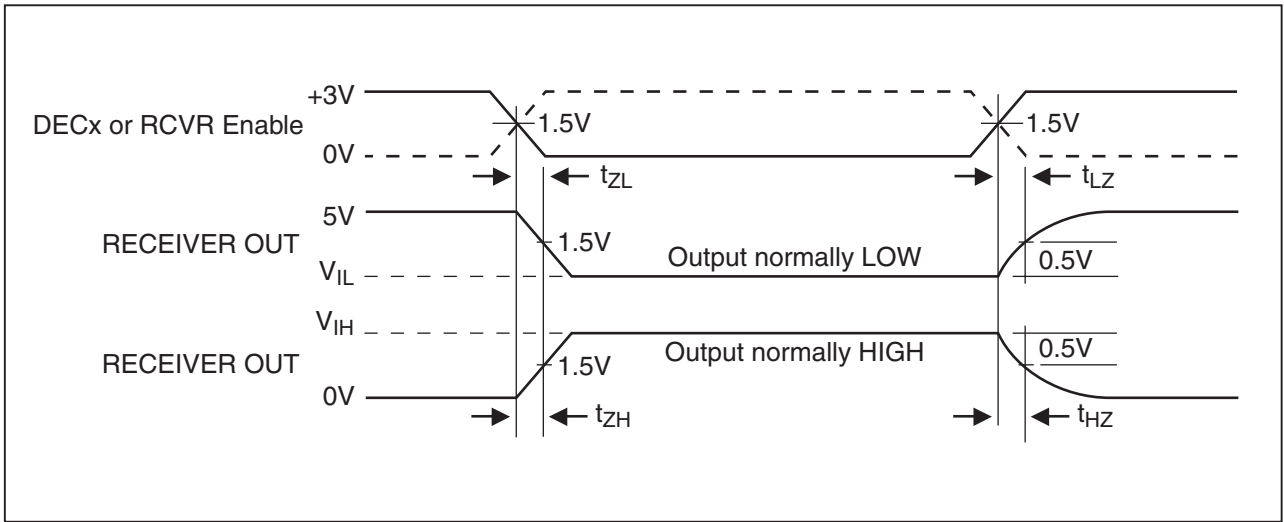 +3V
DECx or RCVR Enable
1.5V
1.5V
0V
tZL
tLZ
5V
RECEIVER OUT
1.5V
Output normally LOW
0.5V
VIL
VIH
Output normally HIGH
0.5V
RECEIVER OUT
1.5V
0V
tZH
tHZ